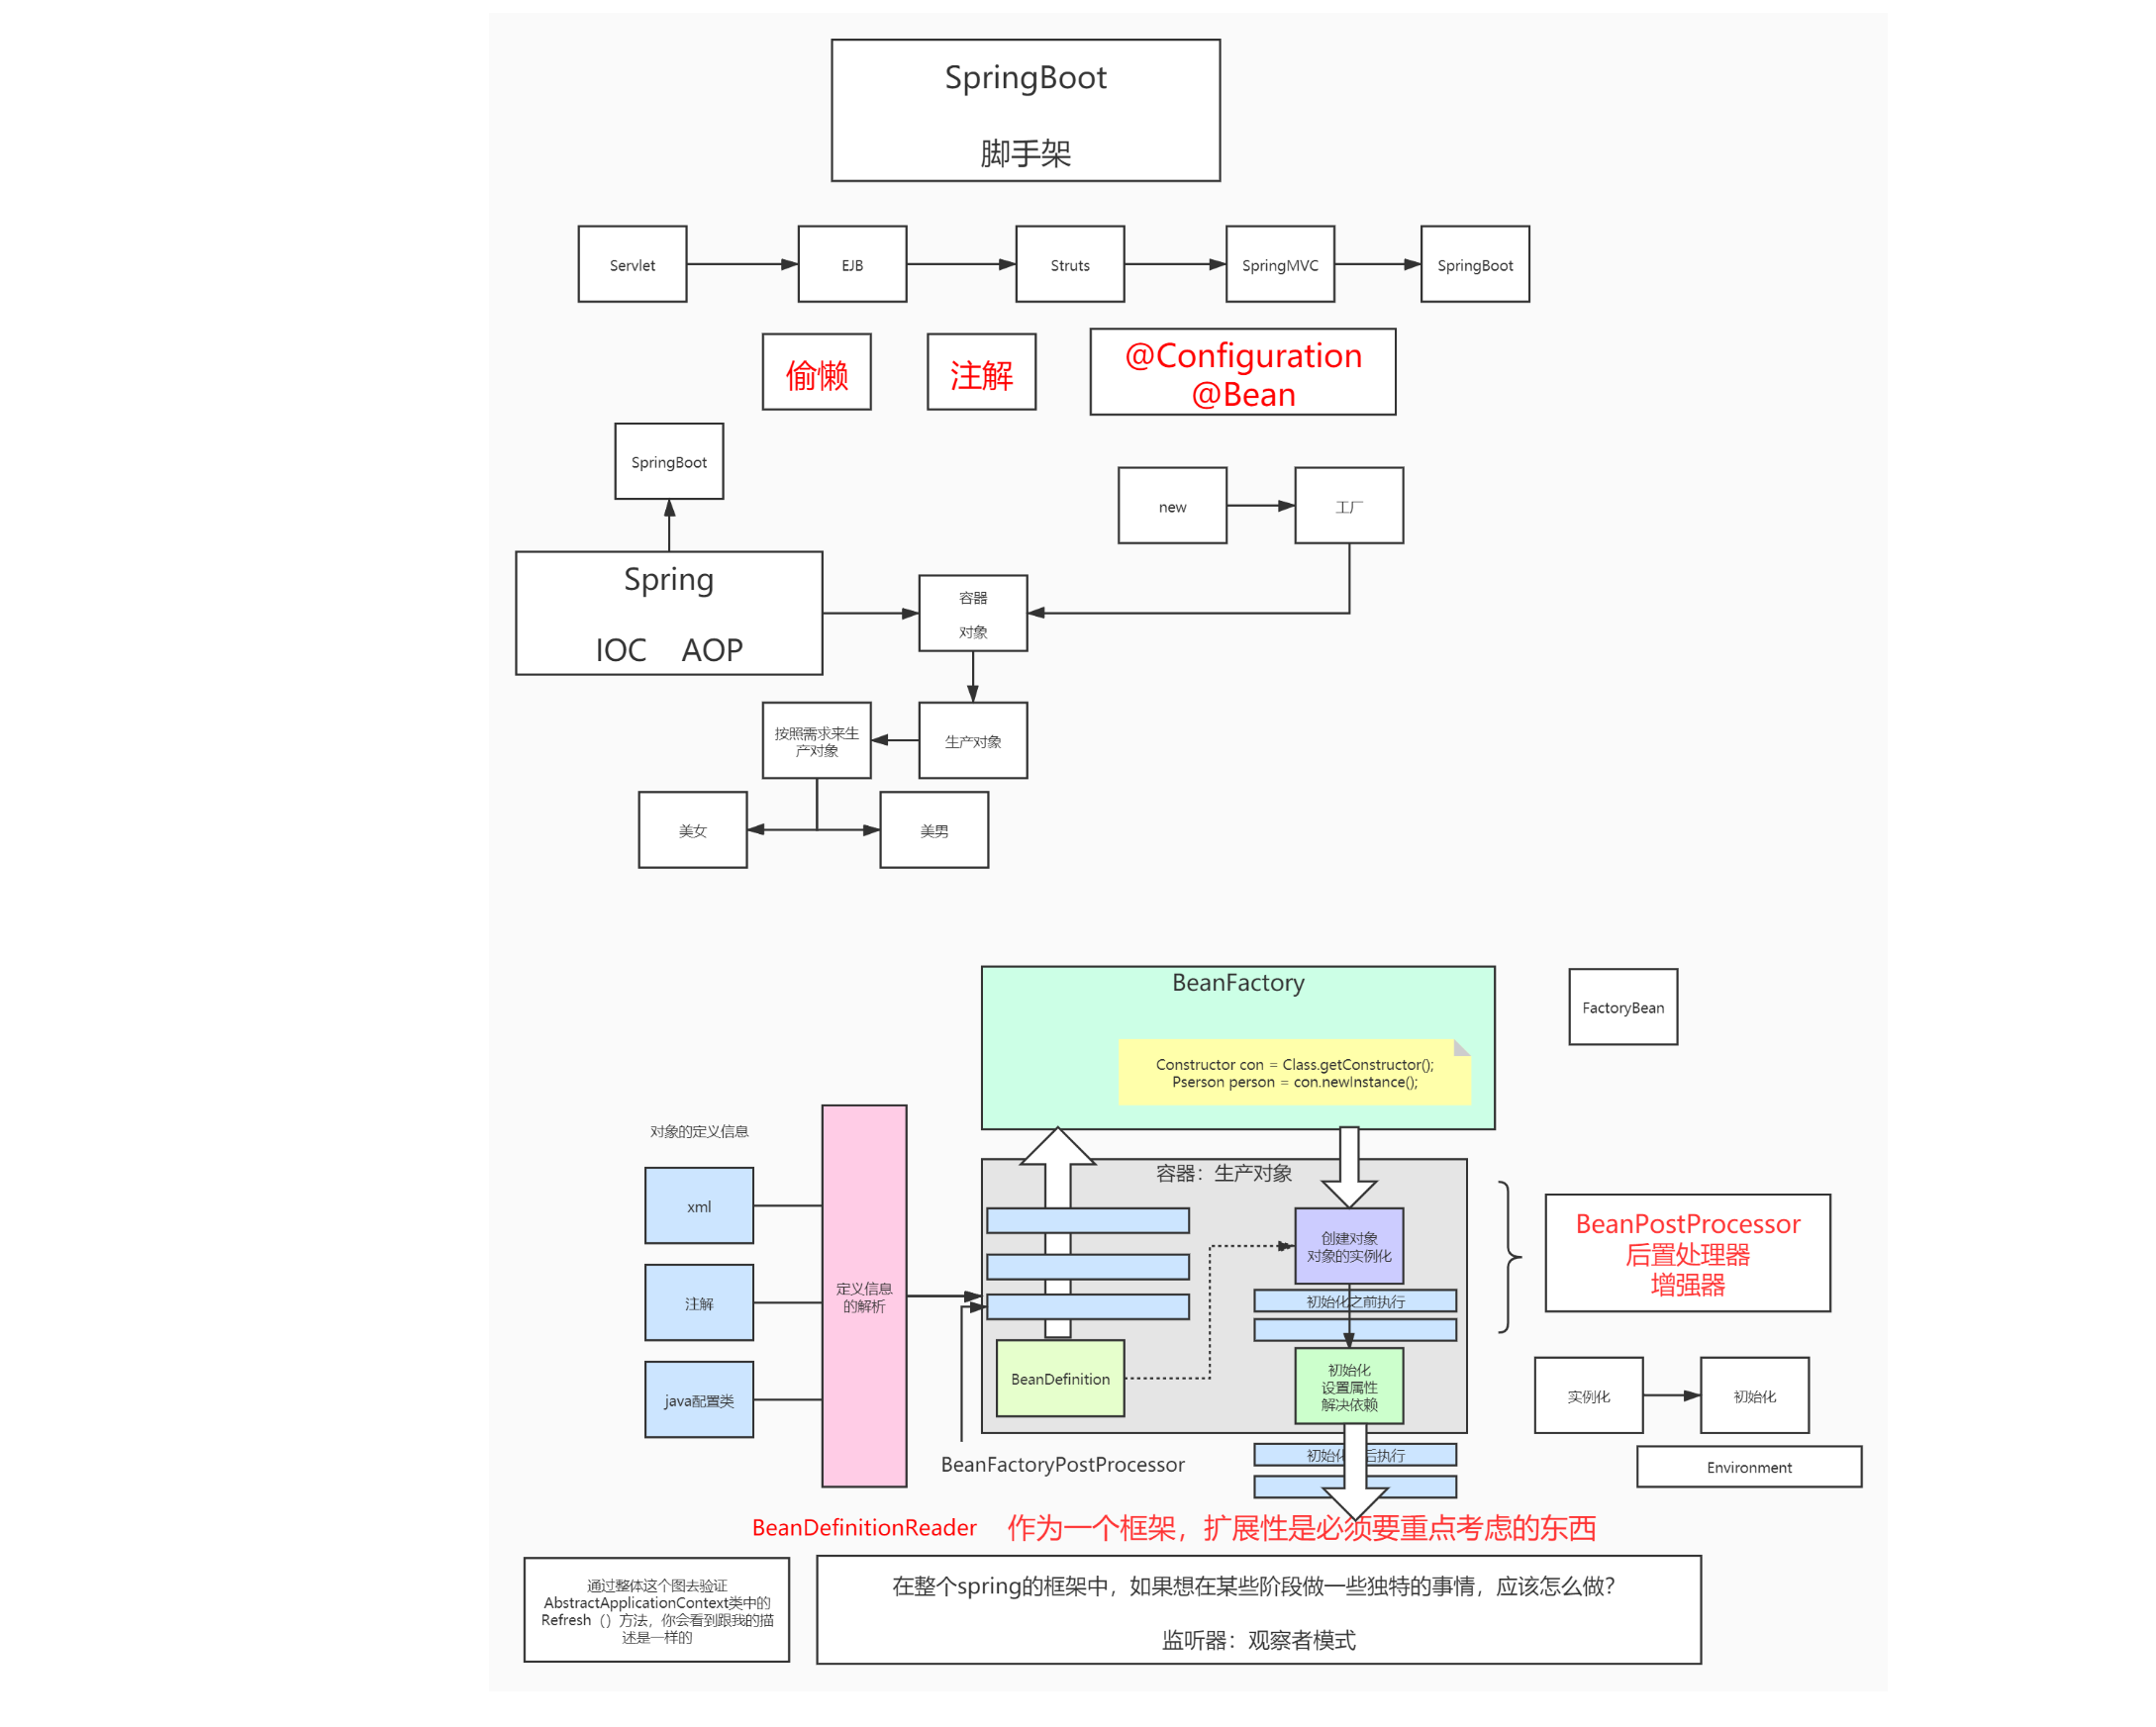 SpringBoot
脚手架
Servlet
EJB
Struts
SpringMVC
SpringBoot
偷懒
注解
@Configuration
@Bean
SpringBoot
new
工厂
Spring
IOC AOP
容器
对象
按照需求来生
产对象
生产对象
美女
美男
BeanFactory
FactoryBean
Constructor con = Class.getConstructor();
Pserson person = con.newInstance();
对象的定义信息
xml
注解
java配置类
定义信息
的解析
容器：生产对象
创建对象
对象的实例化
初始化之前执行
BeanDefinition
初始化
设置属性
解决依赖
BeanPostProcessor
后置处理器
增强器
实例化
初始化
BeanFactoryPostProcessor
初始化 后执行
Environment
BeanDefinitionReader
作为一个框架，扩展性是必须要重点考虑的东西
通过整体这个图去验证
AbstractApplicationContext类中的
Refresh（）方法，你会看到跟我的描
述是一样的
在整个spring的框架中，如果想在某些阶段做一些独特的事情，应该怎么做？
监听器：观察者模式